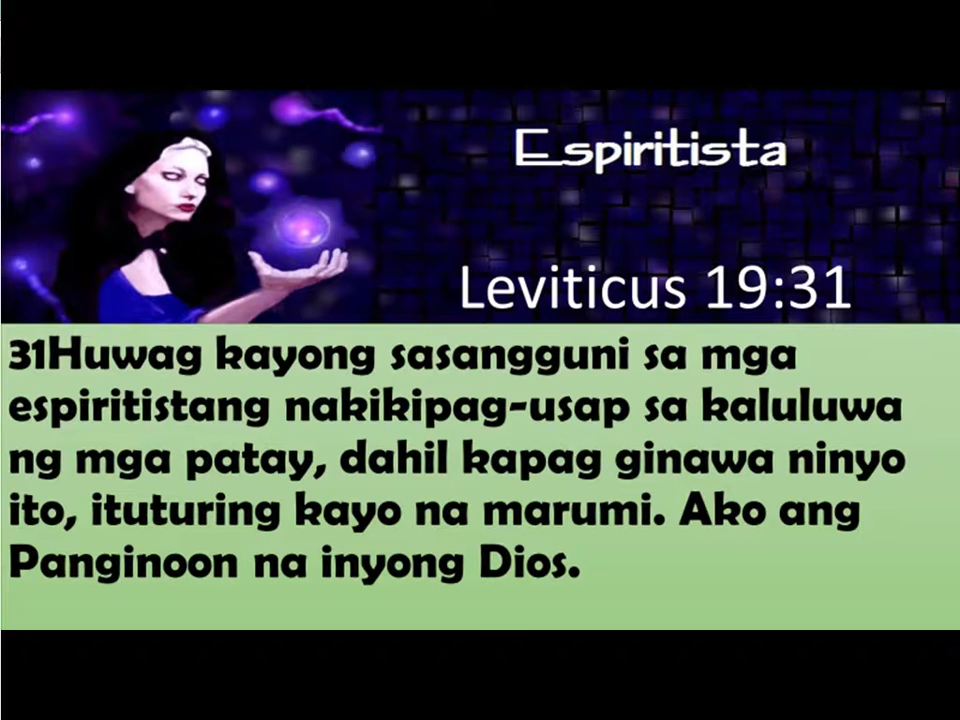 Espiritista
Leviticus 19:31
31Huwag kayong sasangguni sa mga
espiritistang nakikipag-usap sa kaluluwa
ng mga patay, dahil kapag ginawa ninyo
ito, ituturing kayo na marumi. Ako ang
Panginoon na inyong Dios.